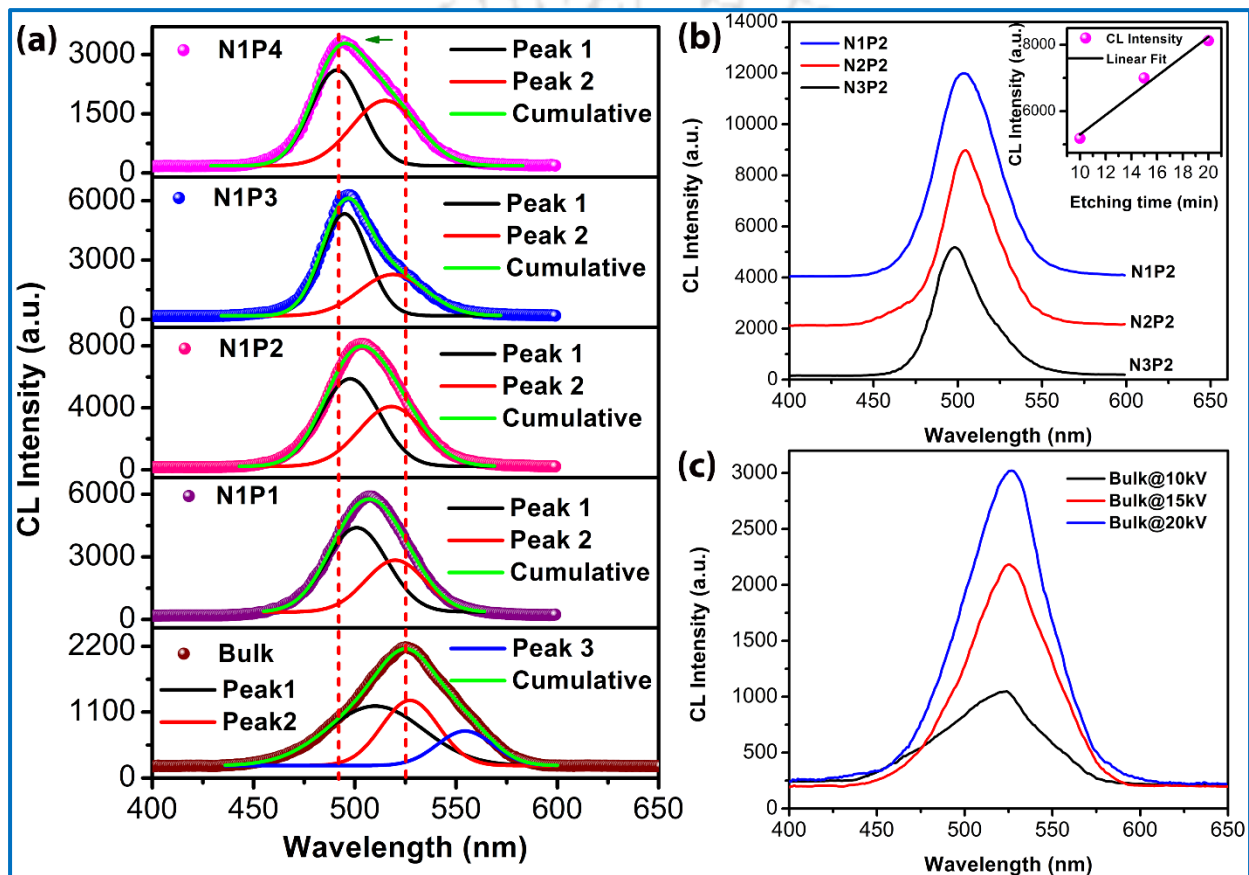 (a)
N1P4
Peak 1
Peak 2
Cumulative
3000
1500
0
N1P3
Peak 1
Peak 2
Cumulative
6000
3000
0
N1P2
Peak 1
Peak 2
Cumulative
8000
4000
0
N1P1
Peak 1
Peak 2
Cumulative
6000
3000
0
Bulk
Peak1
Peak2
Peak 3
Cumulative
2200
1100
0
400 450 500 550 600 650
Wavelength (nm)
CL Intensity (a.u.)
(b)
N1P2
N2P2
N3P2
14000
12000
10000
8000
6000
4000
2000
0
CL Intensity (a.u.)
CL Intensity
Linear Fit
8000
6000
CL Intensity (a.u.)
10 12 14 16 18 20
Etching time (min)
N1P2
N2P2
N3P2
400 450 500 550 600 650
Wavelength (nm)
(c)
Bulk@10kV
Bulk@15kV
Bulk@20kV
3000
2500
2000
1500
1000
500
0
CL Intensity (a.u.)
400 450 500 550 600 650
Wavelength (nm)